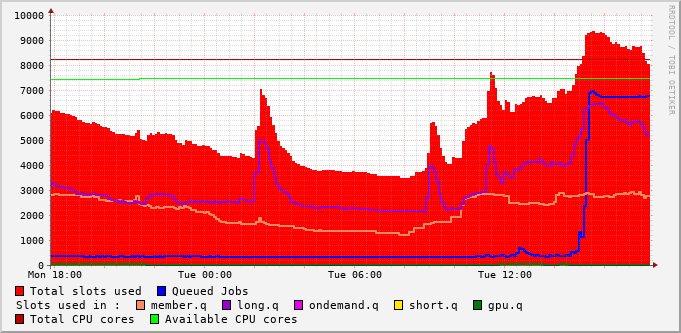 10000
9000
8000
7000
6000
5000
4000
3000
2000
1000
0
Mon 18:00 Tue 00:00 Tue 06:00 Tue 12:00
Total slots used Queued Jobs
Slots used in : member.q long.q ondemand.q short.q gpu.q
Total CPU cores Available CPU cores
RRDTOOL / TOBI OETIKER